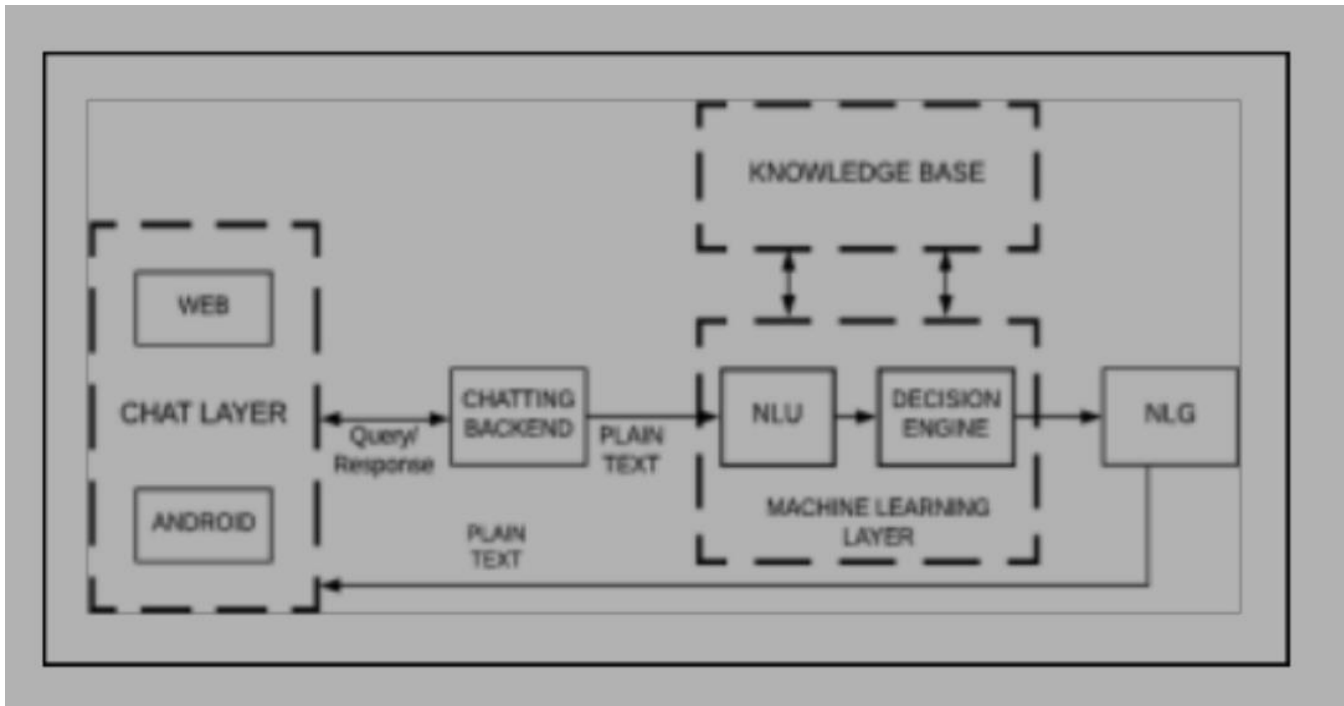 KNOWLEDGE BASE
WEB
CHAT LAYER
ANDROID
Query/
Response
CHATTING
BACKEND
PLAIN
TEXT
NLU
DECISION
ENGINE
MACHINE LEARNING
LAYER
NLG
PLAIN
TEXT